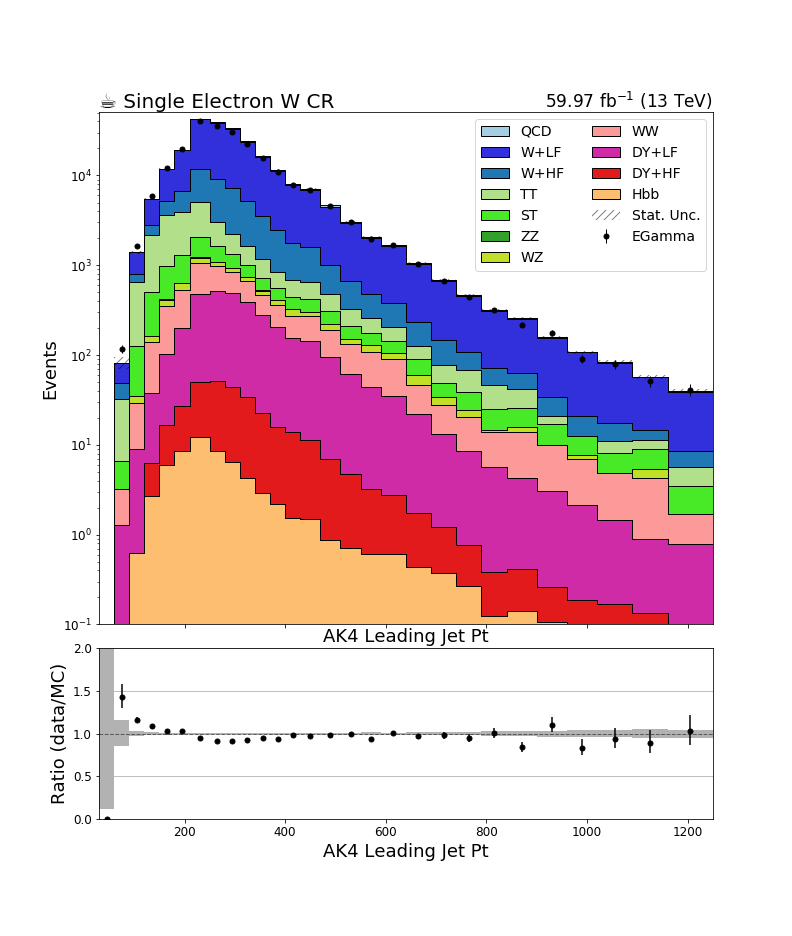 ☕ Single Electron W CR 59.97 fb⁻¹ (13 TeV)
QCD WW
W+LF DY+LF
W+HF DY+HF
TT Hbb
ST Stat. Unc.
ZZ EGamma
WZ
Events
10⁴
10³
10²
10¹
10⁰
10⁻¹
AK4 Leading Jet Pt
Ratio (data/MC)
2.0
1.5
1.0
0.5
0.0
200 400 600 800 1000 1200
AK4 Leading Jet Pt